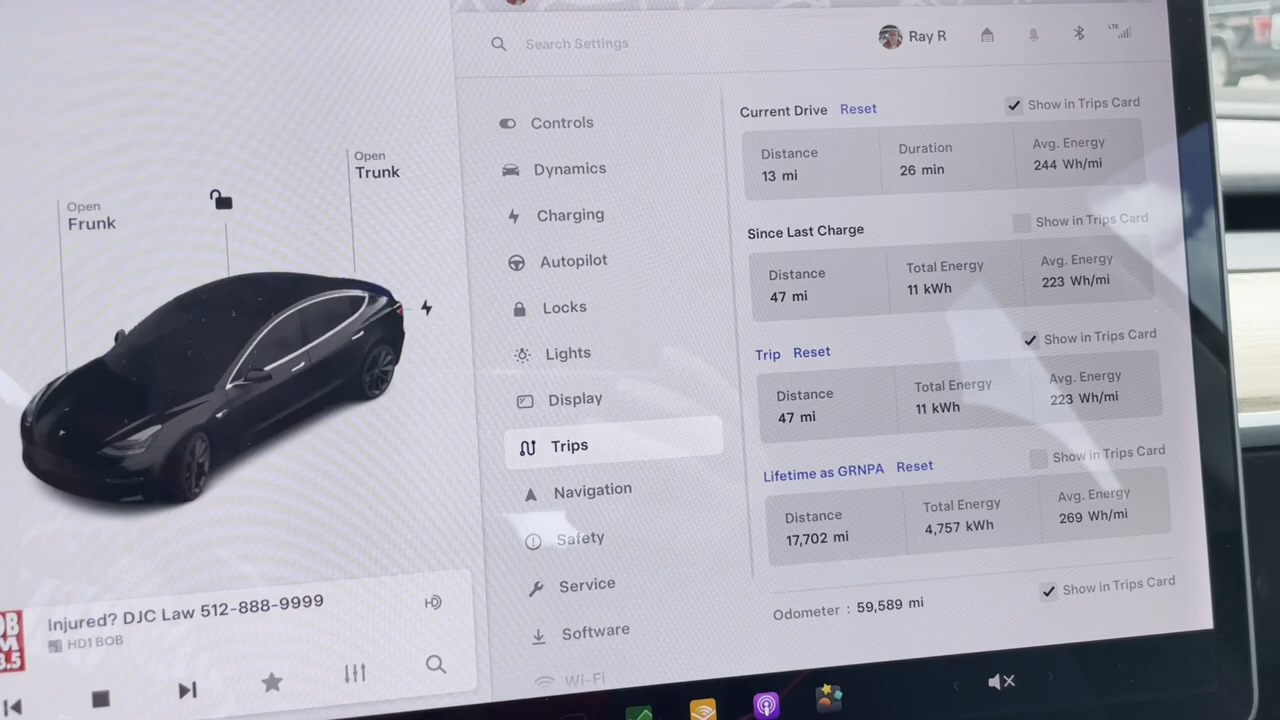 Search Settings
Ray R
LTE
Open
Trunk
Open
Frunk
Controls
Dynamics
Charging
Autopilot
Locks
Lights
Display
Trips
Navigation
Safety
Service
Software
Wi-Fi
Current Drive Reset
Show in Trips Card
Distance
13 mi
Duration
26 min
Avg. Energy
244 Wh/mi
Since Last Charge
Show in Trips Card
Distance
47 mi
Total Energy
11 kWh
Avg. Energy
223 Wh/mi
Trip Reset
Show in Trips Card
Distance
47 mi
Total Energy
11 kWh
Avg. Energy
223 Wh/mi
Lifetime as GRNPA Reset
Show in Trips Card
Distance
17,702 mi
Total Energy
4,757 kWh
Avg. Energy
269 Wh/mi
Odometer : 59,589 mi
Show in Trips Card
Injured? DJC Law 512-888-9999
HD1 BOB
HD